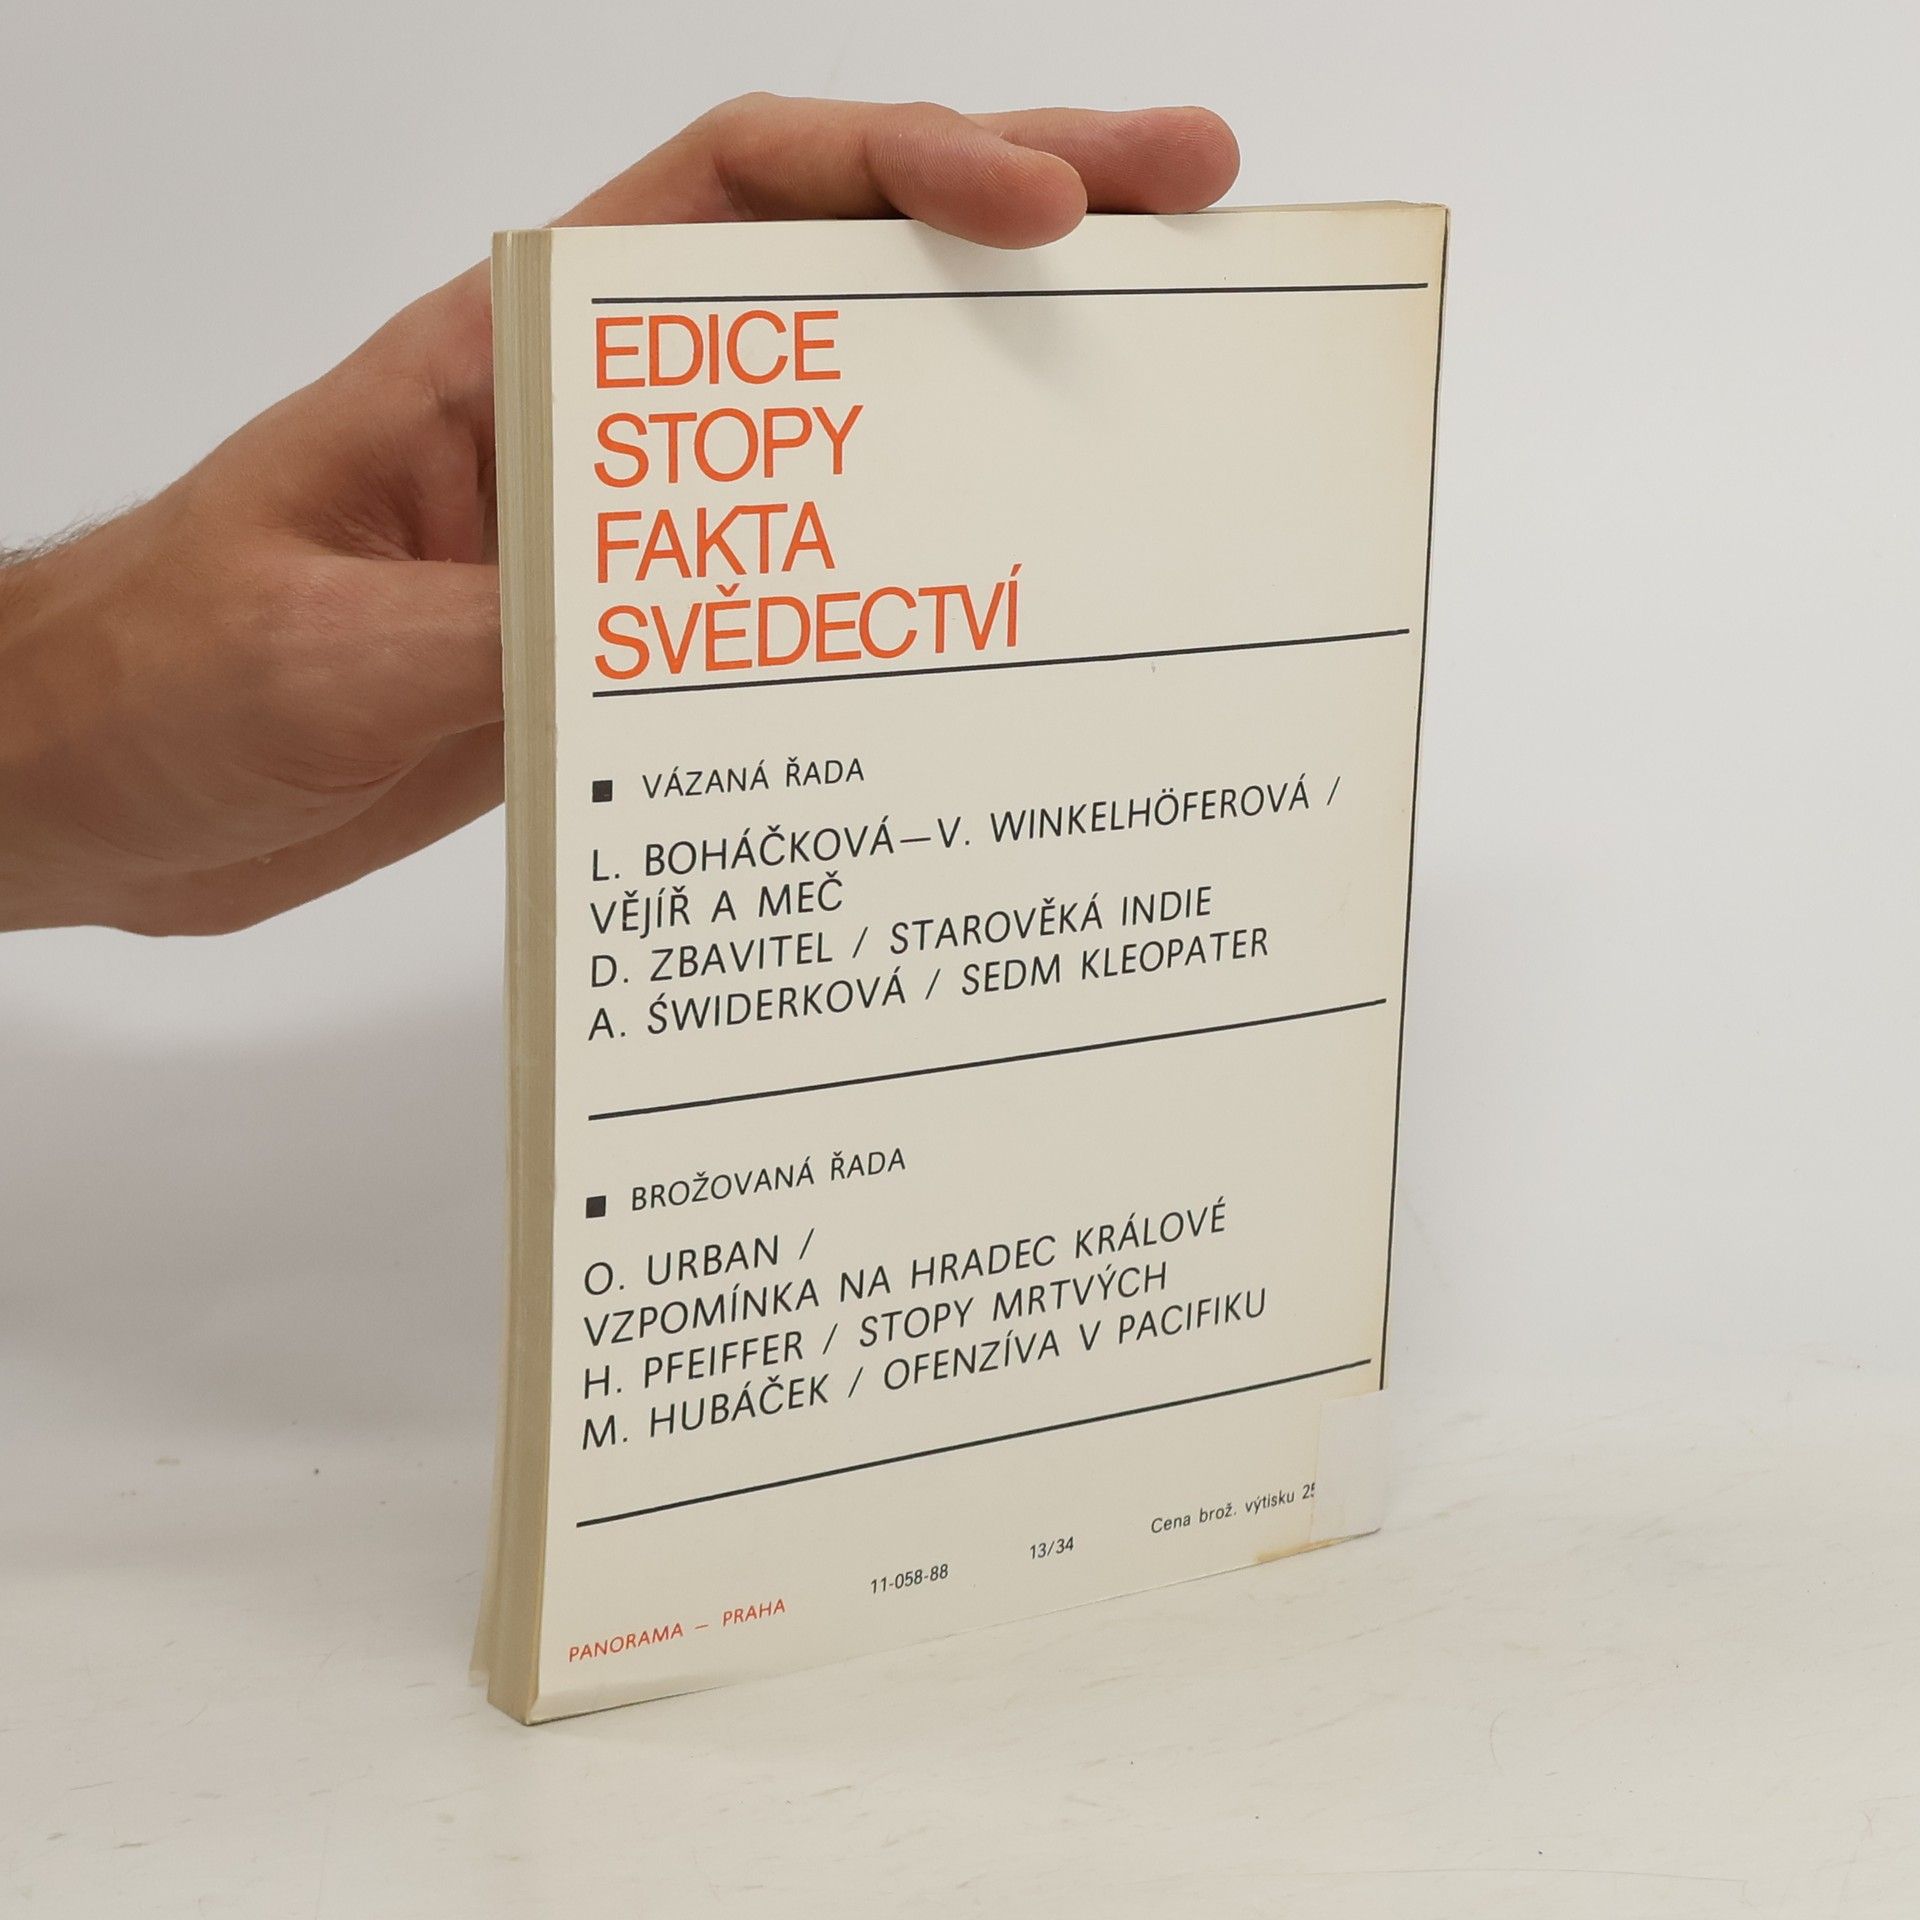 EDICE
STOPY
FAKTA
SVĚDECTVÍ
VÁZANÁ ŘADA
L. BOHÁČKOVÁ—V. WINKELHÖFEROVÁ /
VĚJÍŘ A MEČ
D. ZBAVITEL / STAROVĚKÁ INDIE
A. ŚWIDERKOVÁ / SEDM KLEOPATER
BROŽOVANÁ ŘADA
O. URBAN /
VZPOMÍNKA NA HRADEC KRÁLOVÉ
H. PFEIFFER / STOPY MRTVÝCH
M. HUBÁČEK / OFENZÍVA V PACIFIKU
PANORAMA — PRAHA 11-058-88 13/34 Cena brož. výtisku